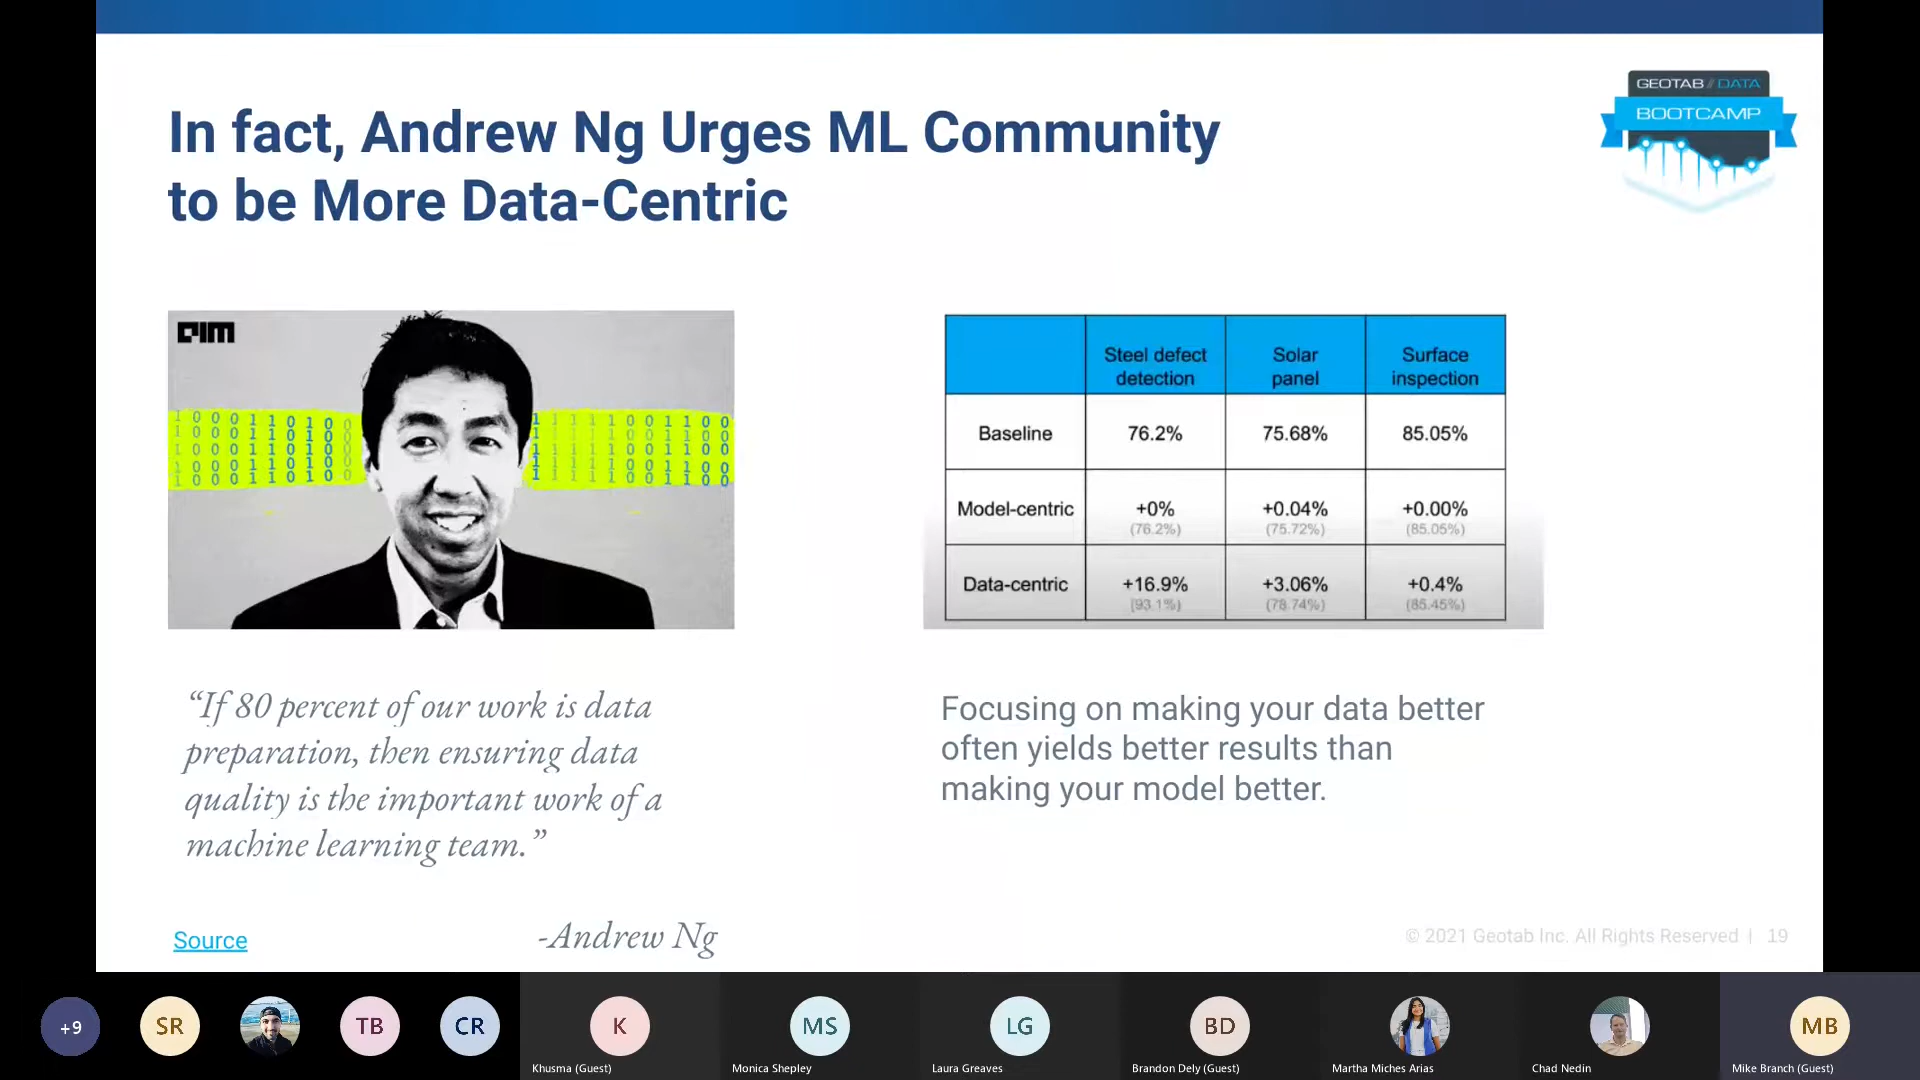 GEOTAB // DATA
BOOTCAMP
In fact, Andrew Ng Urges ML Community
to be More Data-Centric
AIM
Steel defect detection Solar panel Surface inspection
Baseline 76.2% 75.68% 85.05%
Model-centric +0% +0.04% +0.00%
(76.2%) (75.72%) (85.05%)
Data-centric +16.9% +3.06% +0.4%
(93.1%) (78.74%) (85.45%)
“If 80 percent of our work is data
preparation, then ensuring data
quality is the important work of a
machine learning team.”
-Andrew Ng
Source
Focusing on making your data better
often yields better results than
making your model better.
© 2021 Geotab Inc. All Rights Reserved | 19
+9 SR TB CR K MS LG BD MB
Khusma (Guest) Monica Shepley Laura Greaves Brandon Dely (Guest) Martha Miches Arias Chad Nedin Mike Branch (Guest)